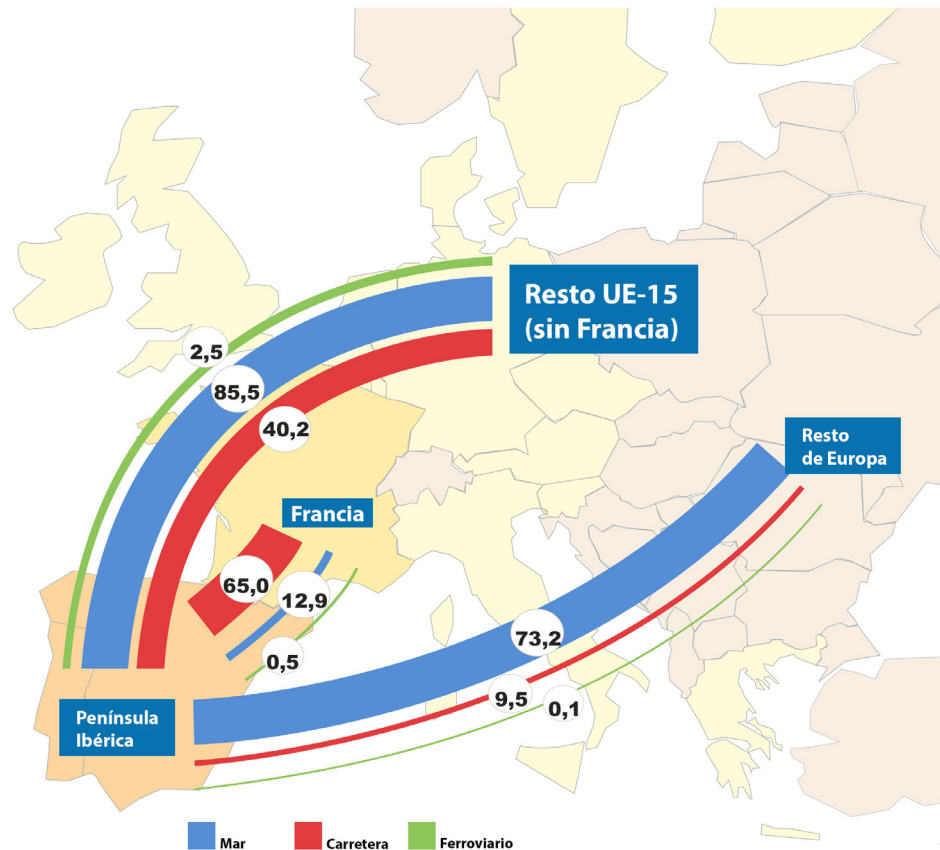 Resto UE-15
(sin Francia)
2,5
85,5
40,2
Resto
de Europa
Francia
65,0
12,9
0,5
73,2
9,5
0,1
Península
Ibérica
Mar
Carretera
Ferroviario